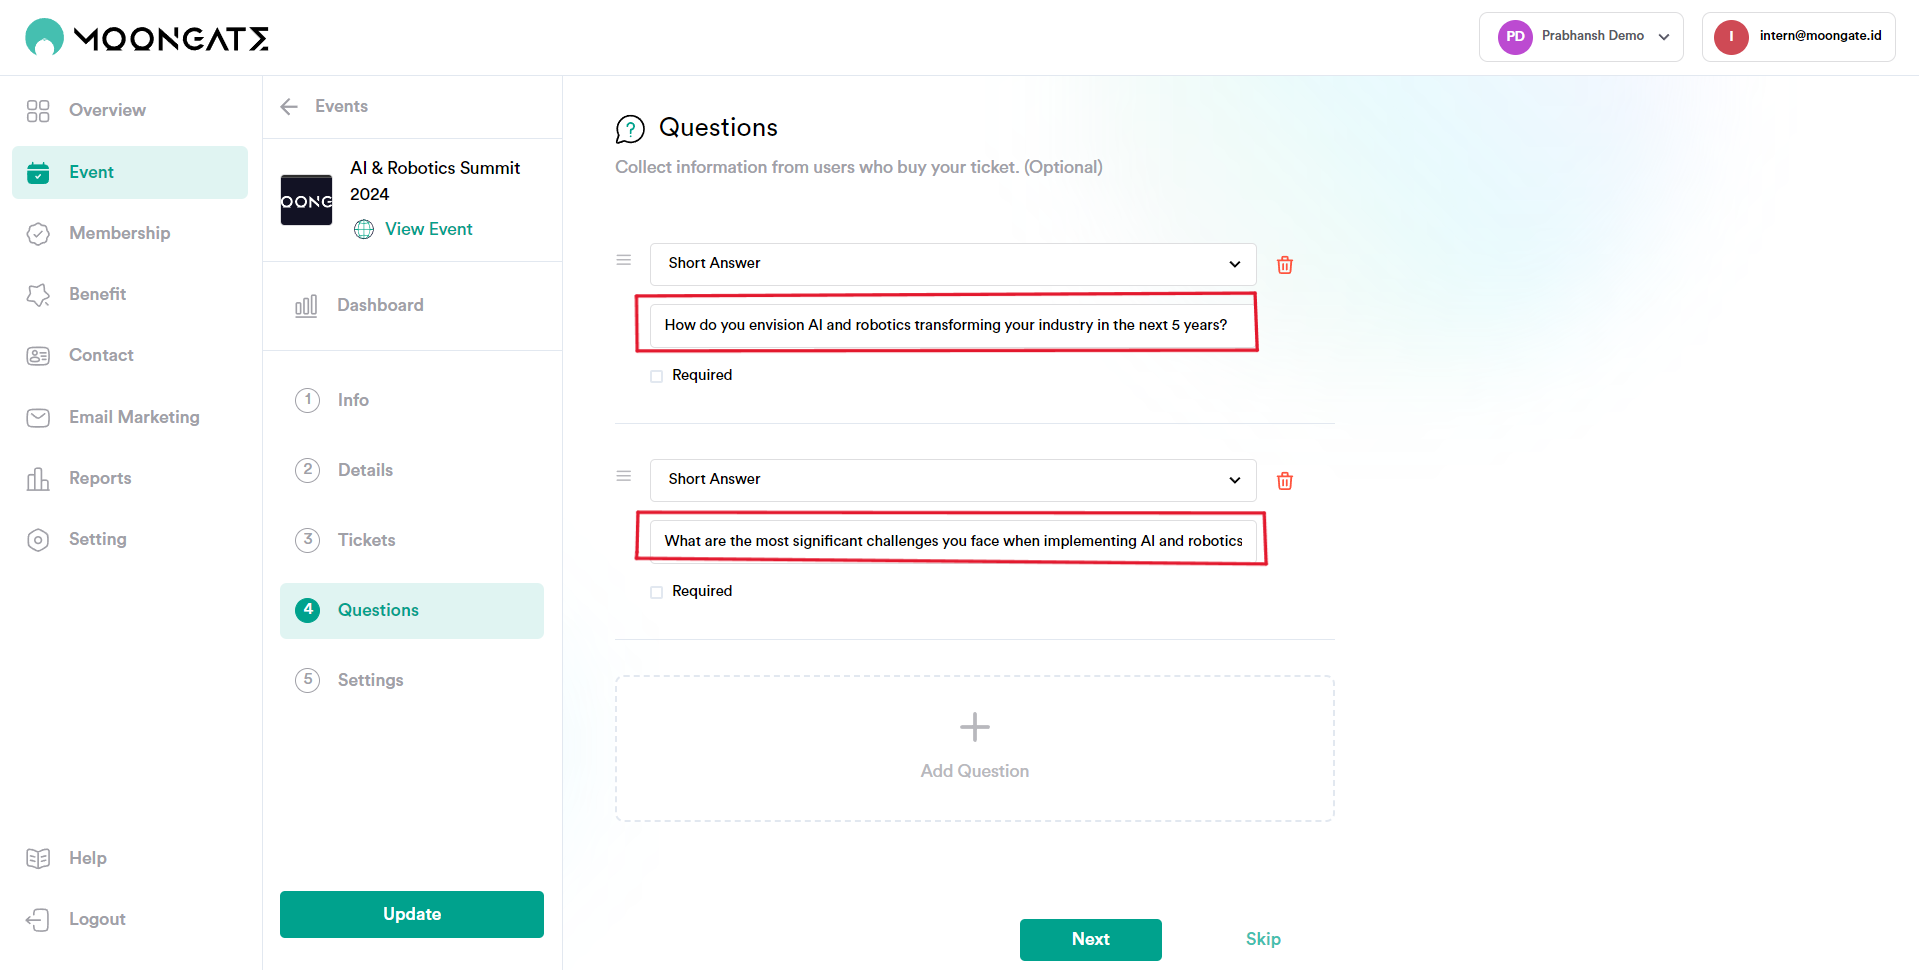 MOONGATE
PD Prabhansh Demo
I intern@moongate.id
Overview
Event
Membership
Benefit
Contact
Email Marketing
Reports
Setting
Help
Logout
Events
OONG
AI & Robotics Summit
2024
View Event
Dashboard
1 Info
2 Details
3 Tickets
4 Questions
5 Settings
Update
? Questions
Collect information from users who buy your ticket. (Optional)
Short Answer
How do you envision AI and robotics transforming your industry in the next 5 years?
Required
Short Answer
What are the most significant challenges you face when implementing AI and robotics
Required
Add Question
Next
Skip